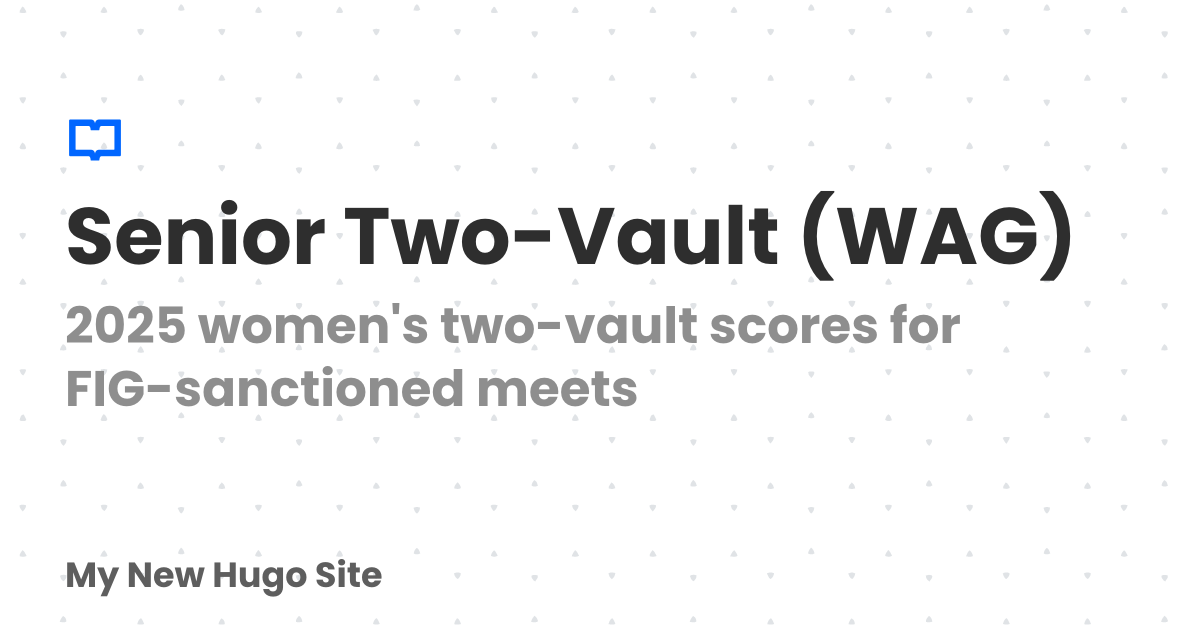 Senior Two-Vault (WAG)
2025 women's two-vault scores for
FIG-sanctioned meets
My New Hugo Site